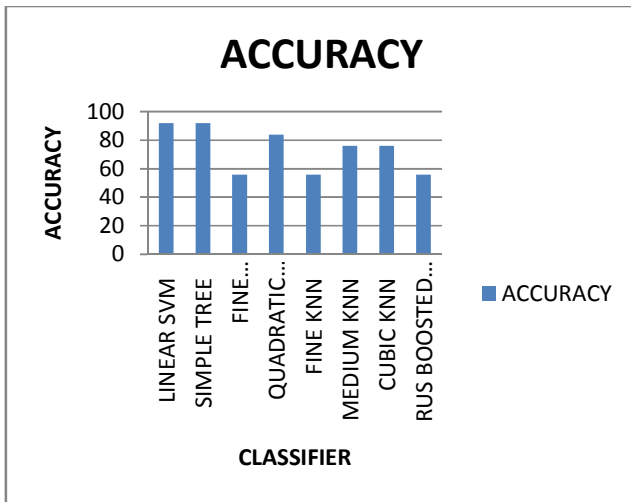 ACCURACY
ACCURACY
100
80
60
40
20
0
LINEAR SVM
SIMPLE TREE
FINE...
QUADRATIC...
FINE KNN
MEDIUM KNN
CUBIC KNN
RUS BOOSTED...
CLASSIFIER
ACCURACY